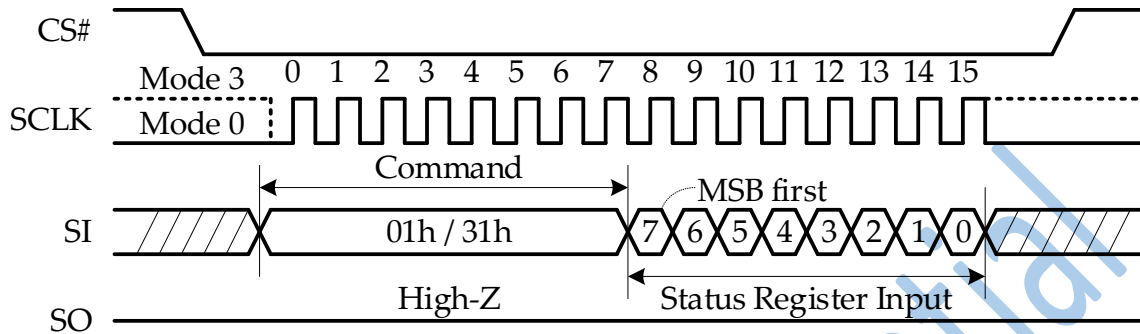 CS#
Mode 3
0 1 2 3 4 5 6 7 8 9 10 11 12 13 14 15
SCLK
Mode 0
Command
MSB first
SI
01h / 31h
7 6 5 4 3 2 1 0
High-Z
Status Register Input
SO